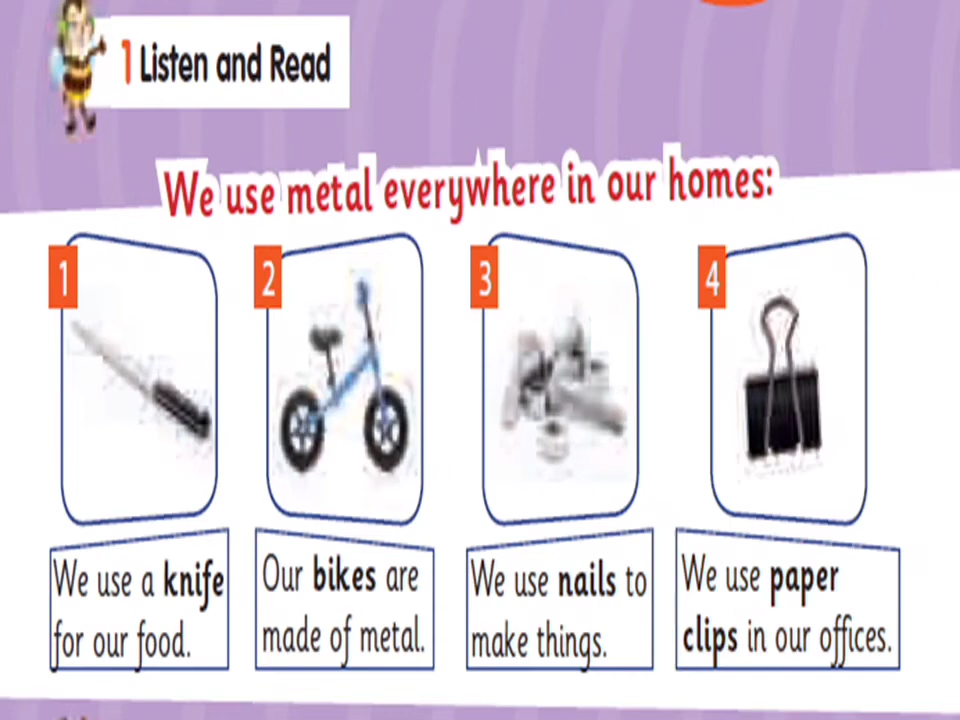 1 Listen and Read
We use metal everywhere in our homes:
1
2
3
4
We use a knife
for our food.
Our bikes are
made of metal.
We use nails to
make things.
We use paper
clips in our offices.